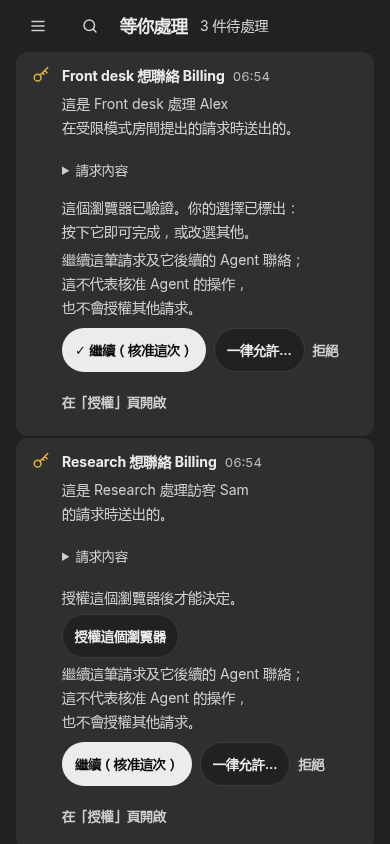 等你處理 3 件待處理
Front desk 想聯絡 Billing 06:54
這是 Front desk 處理 Alex
在受限模式房間提出的請求時送出的。
▶ 請求內容
這個瀏覽器已驗證。你的選擇已標出：
按下它即可完成，或改選其他。
繼續這筆請求及它後續的 Agent 聯絡；
這不代表核准 Agent 的操作，
也不會授權其他請求。
✓ 繼續（核准這次） 一律允許… 拒絕
在「授權」頁開啟
Research 想聯絡 Billing 06:54
這是 Research 處理訪客 Sam
的請求時送出的。
▶ 請求內容
授權這個瀏覽器後才能決定。
授權這個瀏覽器
繼續這筆請求及它後續的 Agent 聯絡；
這不代表核准 Agent 的操作，
也不會授權其他請求。
繼續（核准這次） 一律允許… 拒絕
在「授權」頁開啟